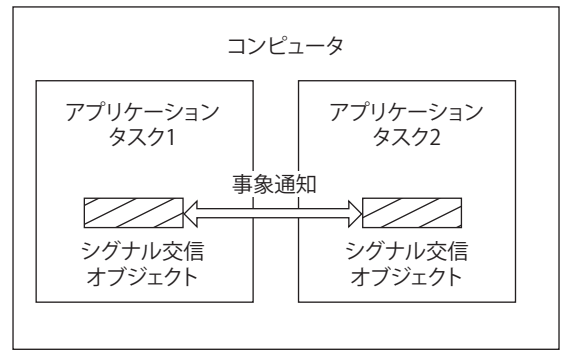 コンピュータ
アプリケーション
タスク1
アプリケーション
タスク2
事象通知
シグナル交信
オブジェクト
シグナル交信
オブジェクト